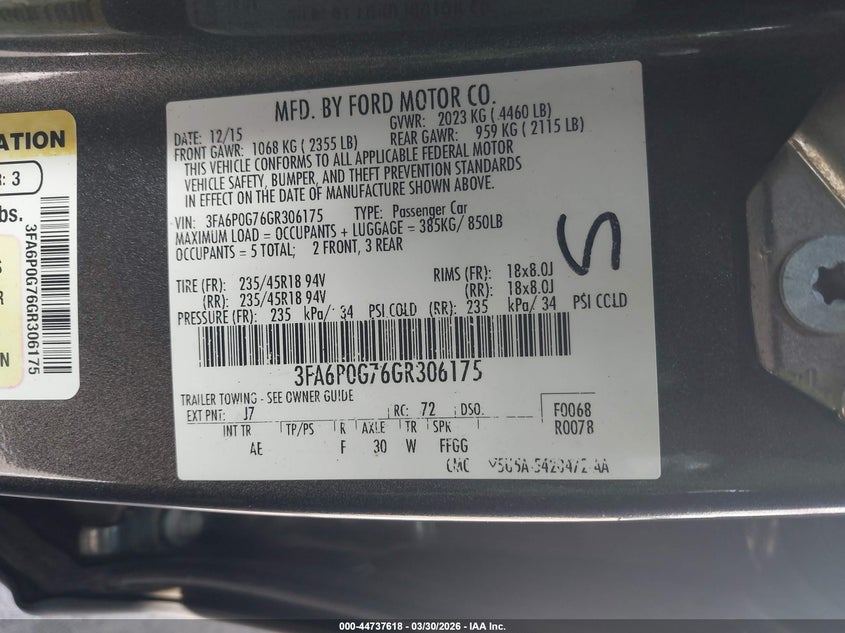 MFD. BY FORD MOTOR CO.
DATE: 12/15
GVWR: 2023 KG ( 4460 LB)
FRONT GAWR: 1068 KG ( 2355 LB)
REAR GAWR: 959 KG ( 2115 LB)
THIS VEHICLE CONFORMS TO ALL APPLICABLE FEDERAL MOTOR
VEHICLE SAFETY, BUMPER, AND THEFT PREVENTION STANDARDS
IN EFFECT ON THE DATE OF MANUFACTURE SHOWN ABOVE.
VIN: 3FA6P0G76GR306175 TYPE: Passenger Car
MAXIMUM LOAD = OCCUPANTS + LUGGAGE = 385KG/ 850LB
OCCUPANTS = 5 TOTAL; 2 FRONT, 3 REAR
TIRE (FR): 235/45R18 94V RIMS (FR): 18x8.0J
(RR): 235/45R18 94V (RR): 18x8.0J
PRESSURE (FR): 235 kPa/ 34 PSI COLD (RR): 235 kPa/ 34 PSI COLD
3FA6P0G76GR306175
TRAILER TOWING - SEE OWNER GUIDE
EXT PNT: J7 RC: 72 DSO: F0068
INT TR TP/PS R AXLE TR SPR R0078
AE F 30 W FFGG
ATION
R: 3
bs.
S
R
N
3FA6P0G76GR306175
000-44737618 - 03/30/2026 - IAA Inc.